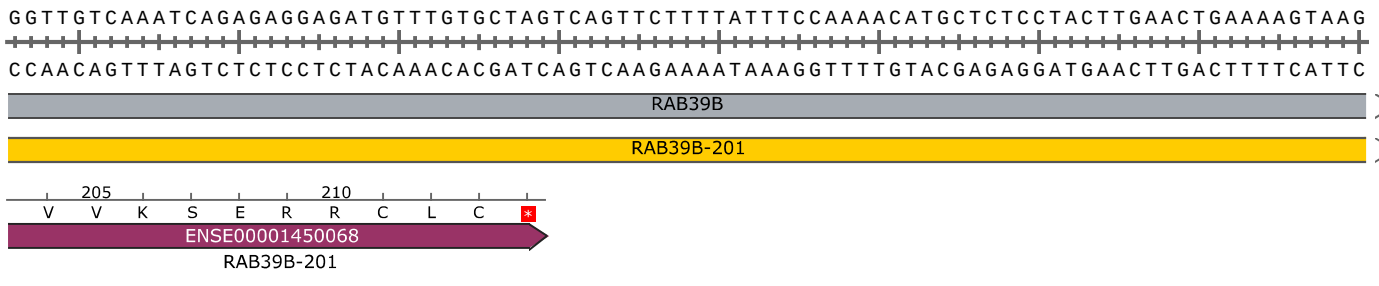 GGTTGTCAAATCAGAGAGGAGATGTTTGTGCTAGTCAGTTCTTTTATTTCCAAAACATGCTCTCCTACTTGAACTGAAAAGTAAG
CCAACAGTTTAGTCTCTCCTCTACAAACACGATCAGTCAAGAAAATAAAGGTTTTGTACGAGAGGATGAACTTGACTTTTCATTC
RAB39B
RAB39B-201
205 210
V V K S E R R C L C *
ENSE00001450068
RAB39B-201